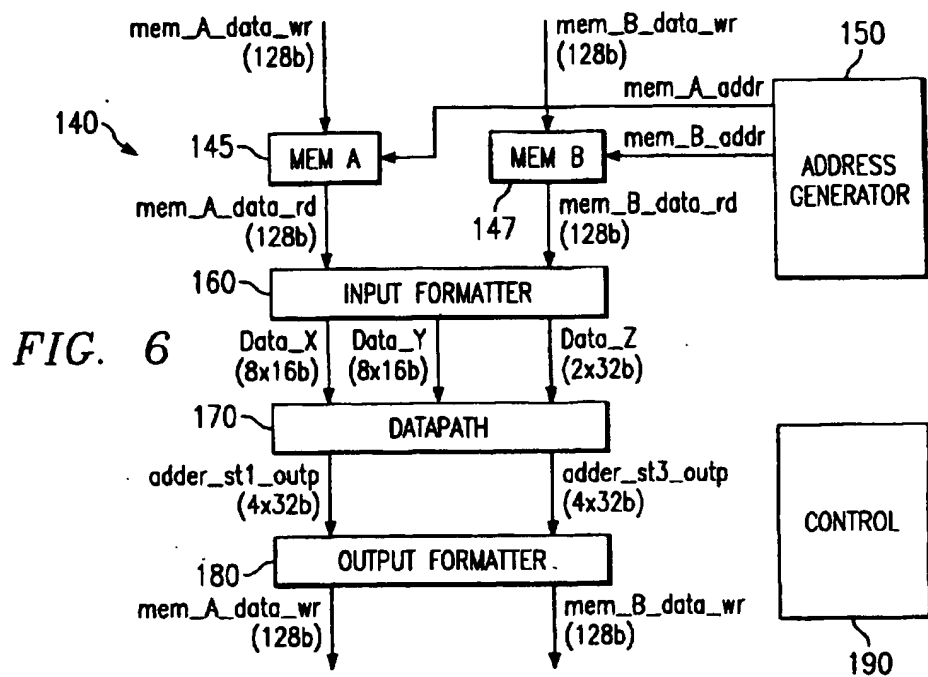 mem_A_data_wr
(128b)
mem_B_data_wr
(128b)
150
mem_A_addr
140
145
MEM A
MEM B
mem_B_addr
ADDRESS
GENERATOR
mem_A_data_rd
(128b)
147
mem_B_data_rd
(128b)
160
INPUT FORMATTER
FIG. 6
Data_X
(8x16b)
Data_Y
(8x16b)
Data_Z
(2x32b)
170
DATAPATH
adder_st1_outp
(4x32b)
adder_st3_outp
(4x32b)
CONTROL
180
OUTPUT FORMATTER
mem_A_data_wr
(128b)
mem_B_data_wr
(128b)
190